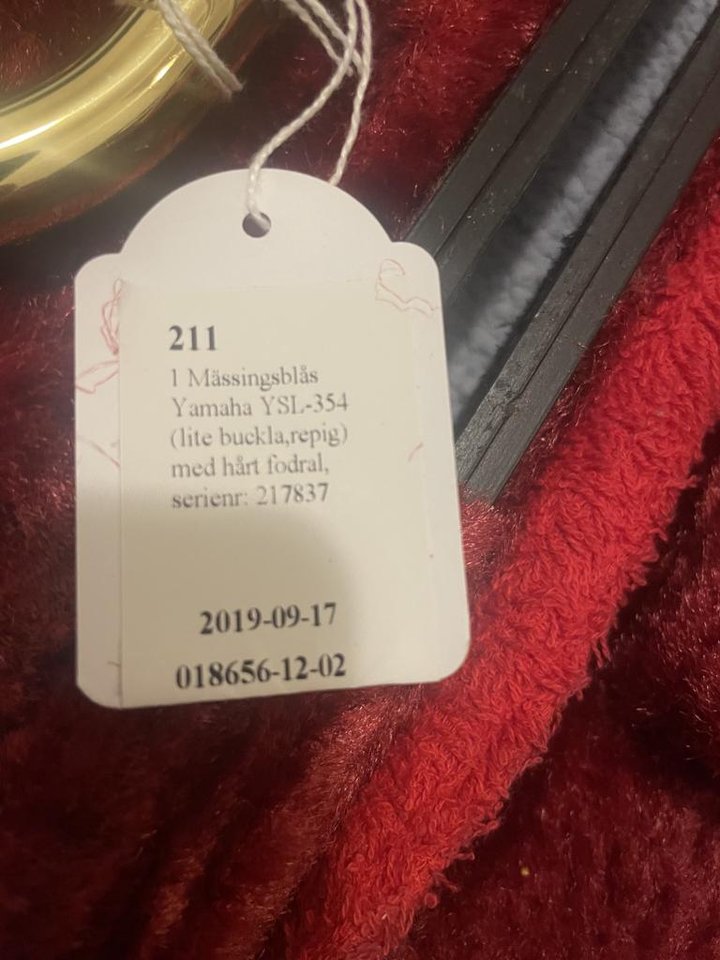 211
1 Mässingsblås
Yamaha YSL-354
(lite buckla,repig)
med hårt fodral,
serienr: 217837
2019-09-17
018656-12-02